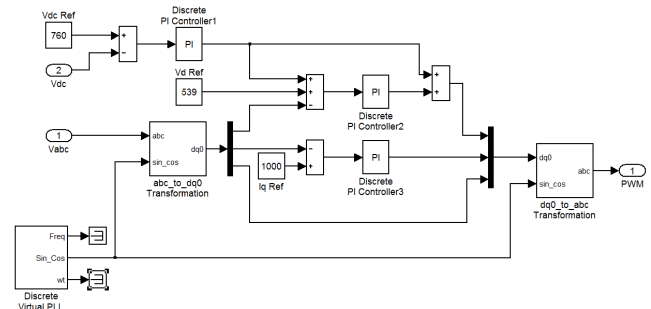 Discrete
PI Controller1
Vdc Ref
760
+
−
PI
2
Vdc
Vd Ref
539
+
+
−
PI
+
+
Discrete
PI Controller2
1
Vabc
abc
sin_cos
dq0
abc_to_dq0
Transformation
−
+
1000
Iq Ref
PI
Discrete
PI Controller3
dq0
sin_cos
abc
dq0_to_abc
Transformation
1
PWM
Freq
Sin_Cos
wt
Discrete
Virtual PLL